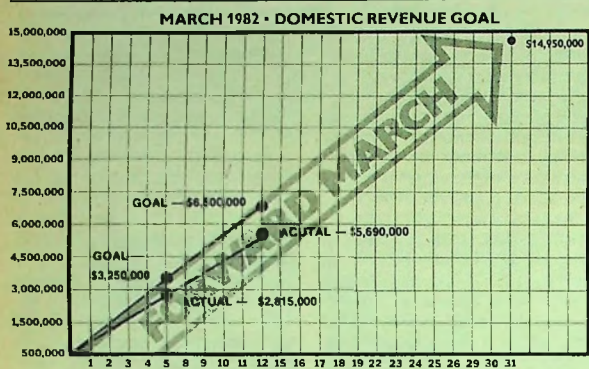 MARCH 1982 • DOMESTIC REVENUE GOAL
15,000,000
$14,950,000
13,500,000
12,000,000
10,500,000
9,000,000
7,500,000
GOAL — $6,500,000
6,000,000
ACUTAL — $5,690,000
4,500,000
GOAL—
$3,250,000
3,000,000
ACTUAL — $2,815,000
1,500,000
500,000
FORWARD MARCH
1 2 3 4 5 8 9 10 11 12 15 16 17 18 19 22 23 24 25 26 29 30 31